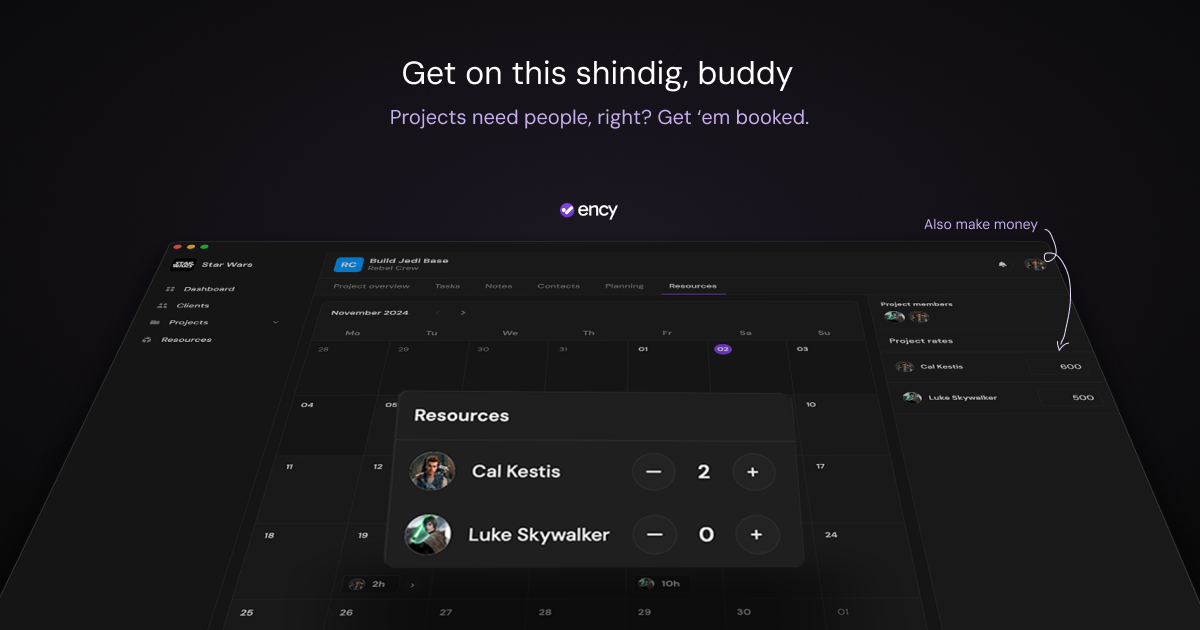 Get on this shindig, buddy
Projects need people, right? Get ‘em booked.
ency
Also make money
STAR WARS
Star Wars
Dashboard
Clients
Projects
Resources
RC
Build Jedi Base
Rebel Crew
Project overview
Tasks
Notes
Contacts
Planning
Resources
November 2024
Mo Tu We Th Fr Sa Su
28 29 30 31 01 02 03
04 05 10
11 12 17
18 19 24
2h
10h
25 26 27 28 29 30 01
Resources
Cal Kestis
2
Luke Skywalker
0
Project members
Project rates
Cal Kestis
600
Luke Skywalker
500